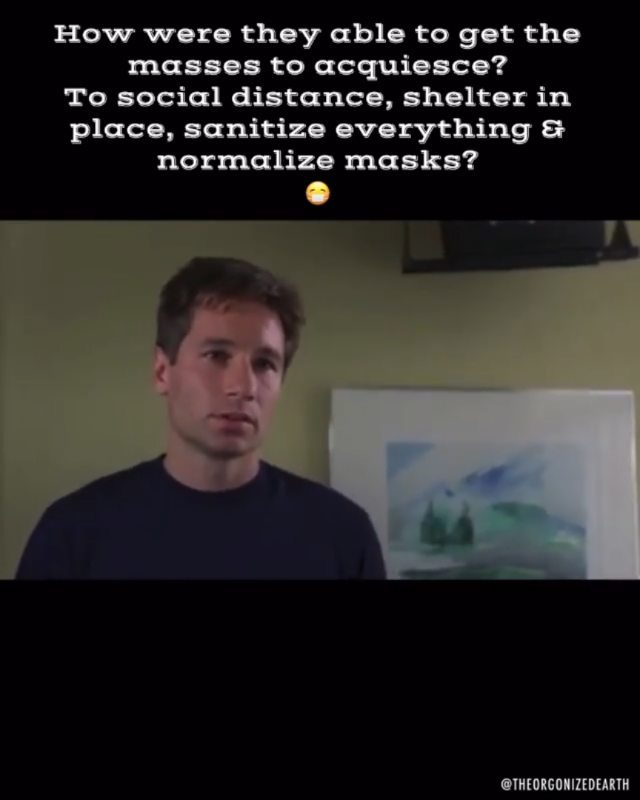 How were they able to get the
masses to acquiesce?
To social distance, shelter in
place, sanitize everything &
normalize masks?
😷
@THEORGONIZEDEARTH